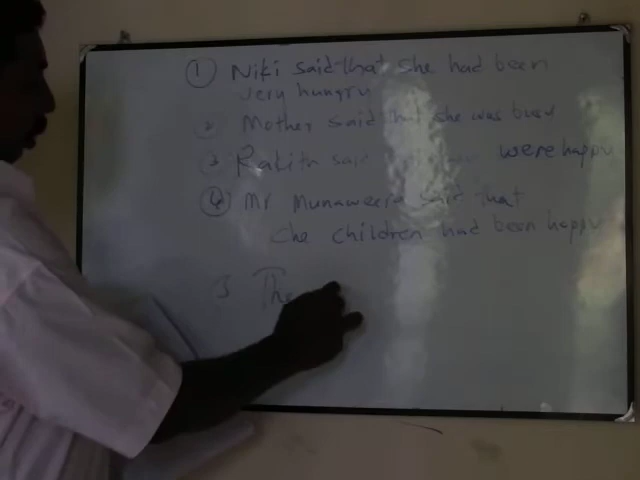 ① Niki said that she had been
very hungry
2 Mother said that she was busy
3 Rakitn said were happy
④ Mr Munaweera said that
the children had been happy
5 The